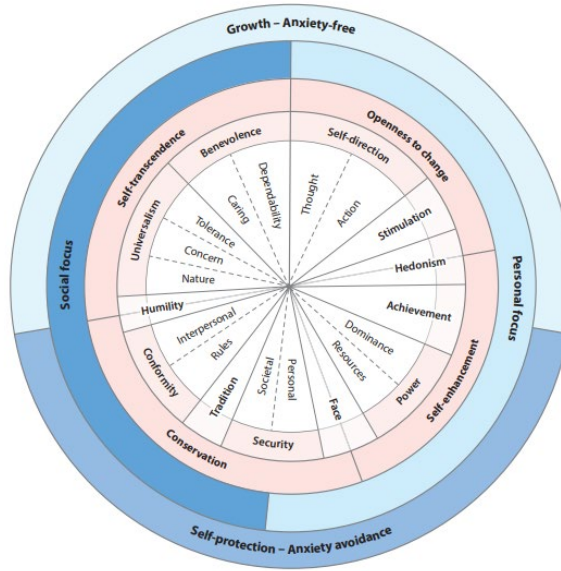 Growth – Anxiety-free
Social focus
Personal focus
Self-protection – Anxiety avoidance
Self-transcendence
Openness to change
Self-enhancement
Conservation
Benevolence
Self-direction
Stimulation
Hedonism
Achievement
Power
Face
Security
Tradition
Conformity
Humility
Universalism
Dependability
Thought
Action
Dominance
Resources
Personal
Societal
Rules
Interpersonal
Nature
Concern
Tolerance
Caring